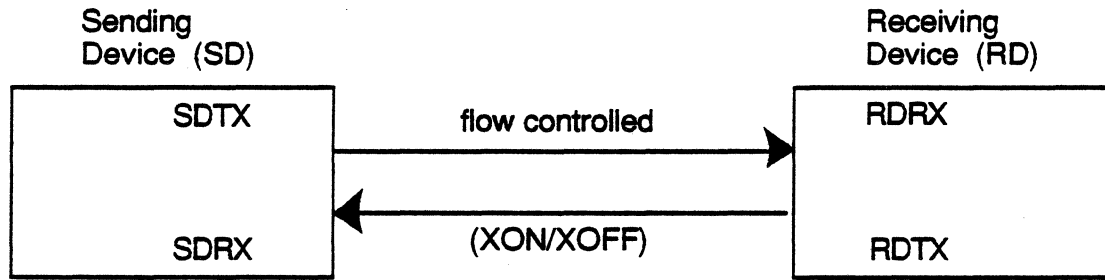 Sending
Device (SD)
Receiving
Device (RD)
SDTX
flow controlled
RDRX
SDRX
(XON/XOFF)
RDTX